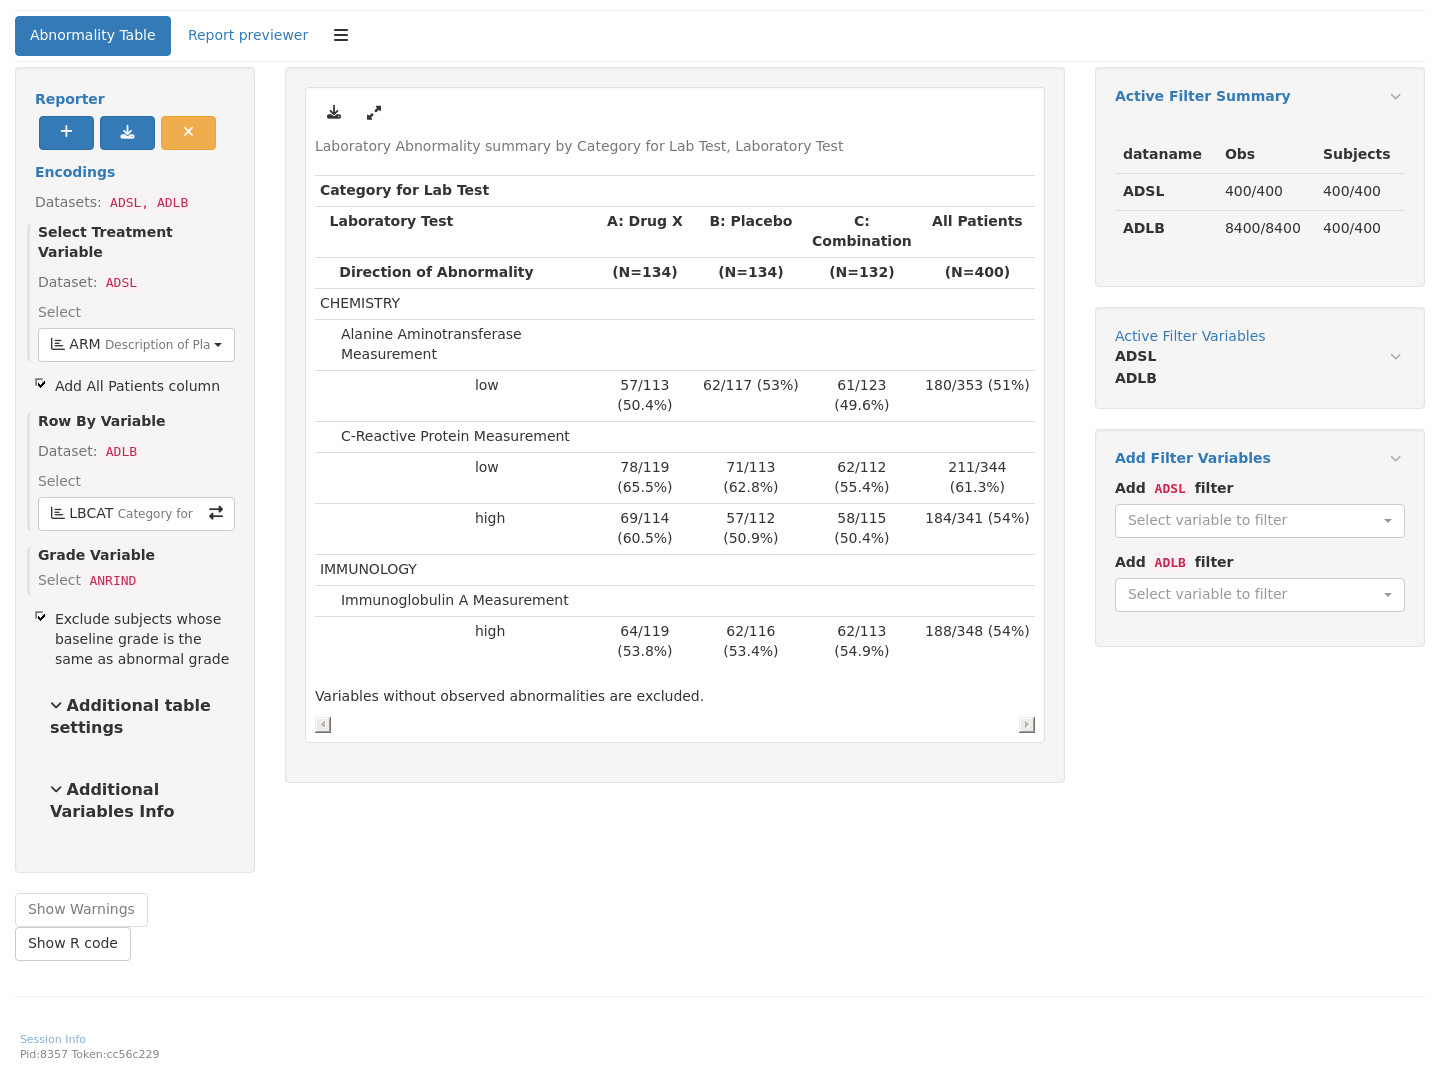 Abnormality Table Report previewer
Reporter
Encodings
Datasets: ADSL, ADLB
Select Treatment
Variable
Dataset: ADSL
Select
ARM Description of Pla
Add All Patients column
Row By Variable
Dataset: ADLB
Select
LBCAT Category for
Grade Variable
Select ANRIND
Exclude subjects whose
baseline grade is the
same as abnormal grade
Additional table
settings
Additional
Variables Info
Show Warnings
Show R code
Laboratory Abnormality summary by Category for Lab Test, Laboratory Test
Category for Lab Test
Laboratory Test A: Drug X B: Placebo C: All Patients
Combination
Direction of Abnormality (N=134) (N=134) (N=132) (N=400)
CHEMISTRY
Alanine Aminotransferase
Measurement
low 57/113 62/117 (53%) 61/123 180/353 (51%)
(50.4%) (49.6%)
C-Reactive Protein Measurement
low 78/119 71/113 62/112 211/344
(65.5%) (62.8%) (55.4%) (61.3%)
high 69/114 57/112 58/115 184/341 (54%)
(60.5%) (50.9%) (50.4%)
IMMUNOLOGY
Immunoglobulin A Measurement
high 64/119 62/116 62/113 188/348 (54%)
(53.8%) (53.4%) (54.9%)
Variables without observed abnormalities are excluded.
Active Filter Summary
dataname Obs Subjects
ADSL 400/400 400/400
ADLB 8400/8400 400/400
Active Filter Variables
ADSL
ADLB
Add Filter Variables
Add ADSL filter
Select variable to filter
Add ADLB filter
Select variable to filter
Session Info
Pid:8357 Token:cc56c229